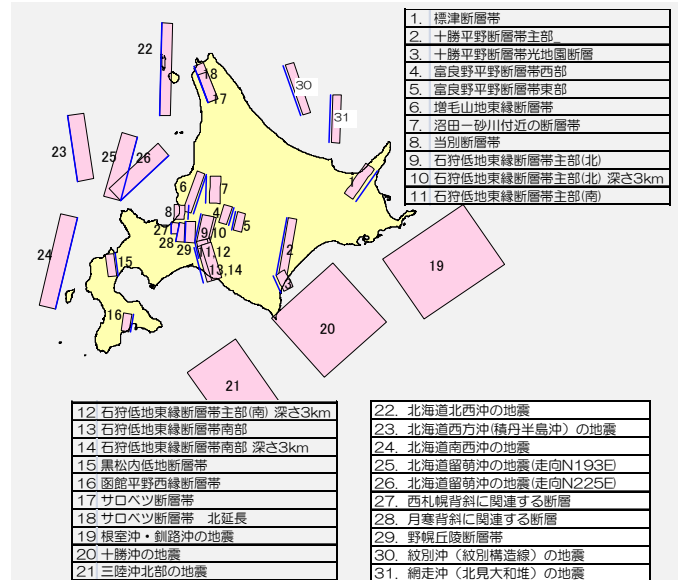 1. 標津断層帯
2. 十勝平野断層帯主部_
3. 十勝平野断層帯光地園断層
4. 富良野平野断層帯西部
5. 富良野平野断層帯東部
6. 増毛山地東縁断層帯
7. 沼田ー砂川付近の断層帯
8. 当別断層帯
9. 石狩低地東縁断層帯主部(北)
10 石狩低地東縁断層帯主部(北) 深さ3km
11 石狩低地東縁断層帯主部(南)
22
18
17
30
31
23
25
26
1
6
7
8
4
5
27
9,10
28
29
2
24
11,12
15
13,14
3
19
16
20
21
12 石狩低地東縁断層帯主部(南) 深さ3km
13 石狩低地東縁断層帯南部
14 石狩低地東縁断層帯南部 深さ3km
15 黒松内低地断層帯
16 函館平野西縁断層帯
17 サロベツ断層帯
18 サロベツ断層帯 北延長
19 根室沖・釧路沖の地震
20 十勝沖の地震
21 三陸沖北部の地震
22. 北海道北西沖の地震
23. 北海道西方沖(積丹半島沖）の地震
24. 北海道南西沖の地震
25. 北海道留萌沖の地震(走向N193E)
26. 北海道留萌沖の地震(走向N225E)
27. 西札幌背斜に関連する断層
28. 月寒背斜に関連する断層
29. 野幌丘陵断層帯
30. 紋別沖（紋別構造線）の地震
31. 網走沖（北見大和堆）の地震